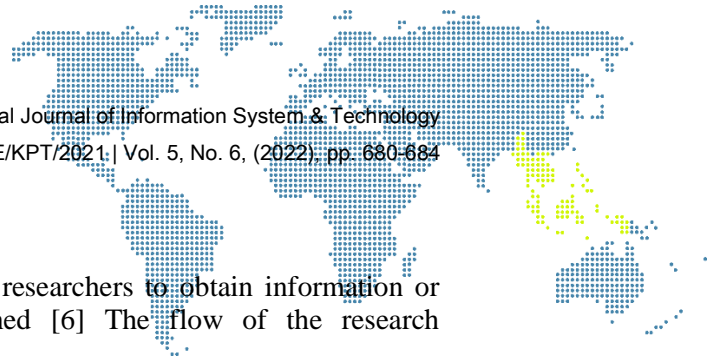 al Journal of Information System & Technology
E/KPT/2021 | Vol. 5, No. 6, (2022), pp. 680-684
researchers to obtain information or
ned [6] The flow of the research